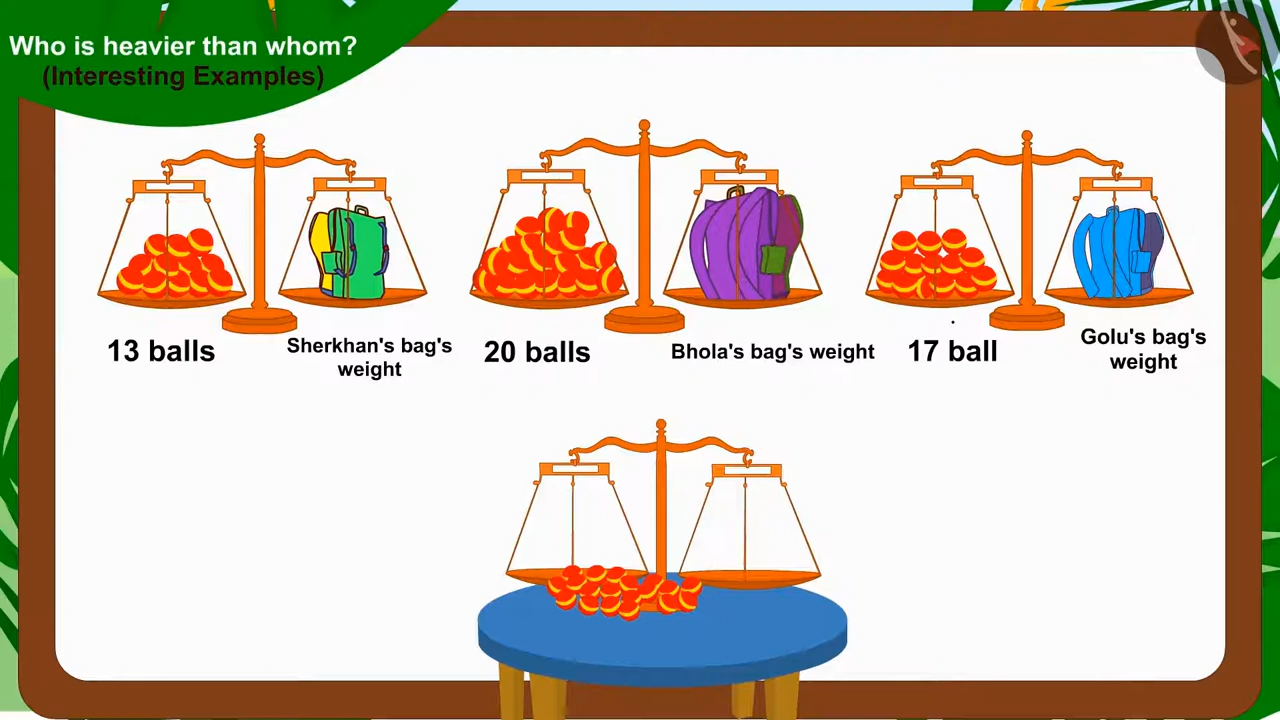 Who is heavier than whom?
(Interesting Examples)
13 balls
Sherkhan's bag's
weight
20 balls
Bhola's bag's weight
17 ball
Golu's bag's
weight